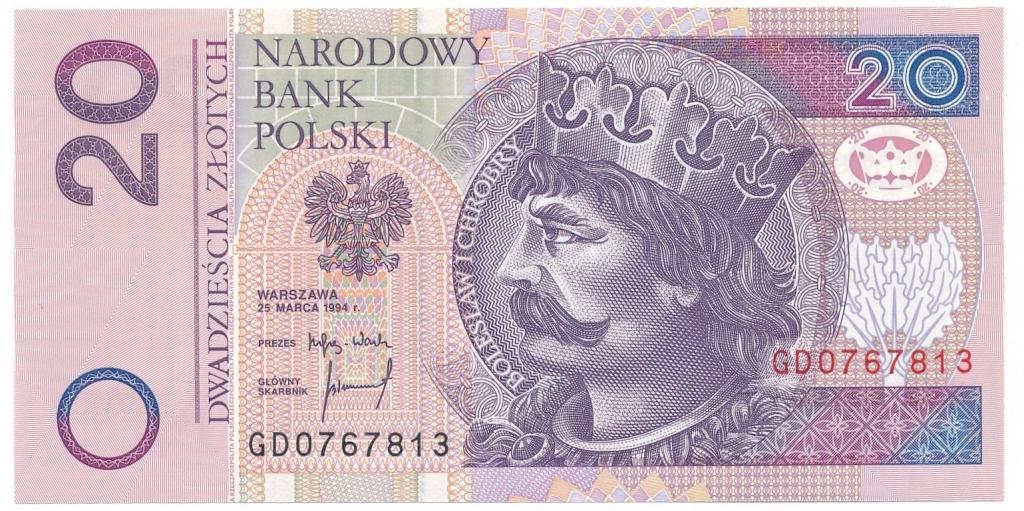 20
DWADZIEŚCIA ZŁOTYCH
NARODOWY
BANK
POLSKI
WARSZAWA
25 MARCA 1994 r.
PREZES
GŁÓWNY
SKARBNIK
GD0767813
BOLESŁAW I CHROBRY
20
GD0767813